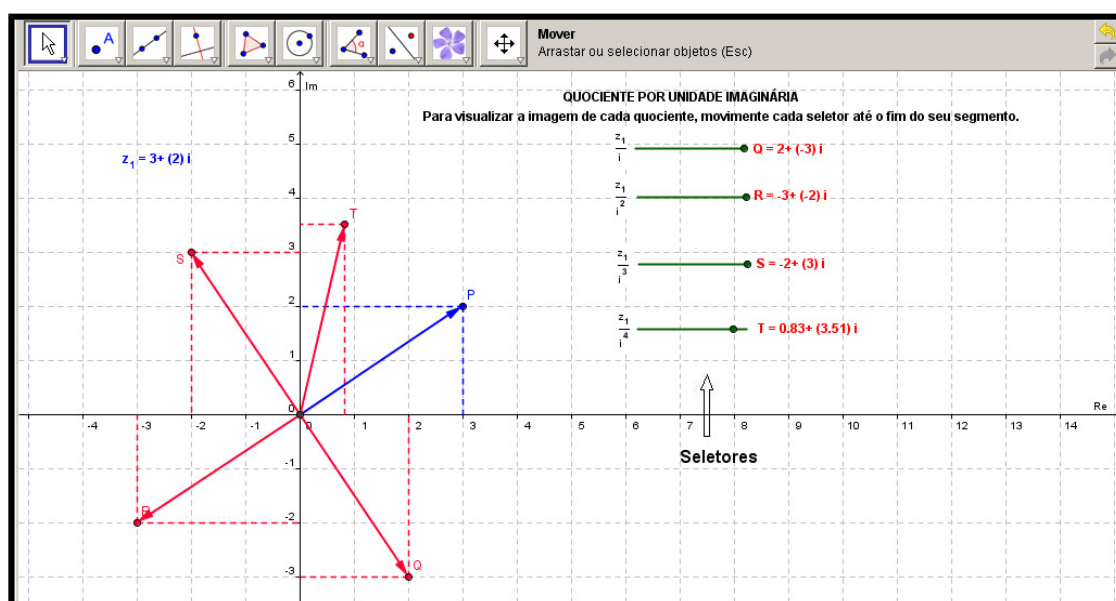 Mover
Arrastar ou selecionar objetos (Esc)
A
α
QUOCIENTE POR UNIDADE IMAGINÁRIA
Para visualizar a imagem de cada quociente, movimente cada seletor até o fim do seu segmento.
z₁ = 3+ (2) i
z₁
i
Q = 2+ (-3) i
z₁
i²
R = -3+ (-2) i
z₁
i³
S = -2+ (3) i
z₁
i⁴
T = 0.83+ (3.51) i
Seletores
Im
6
5
4
3
2
1
0
-1
-2
-3
-4 -3 -2 -1 0 1 2 3 4 5 6 7 8 9 10 11 12 13 14
Re
T
S
P
R
Q